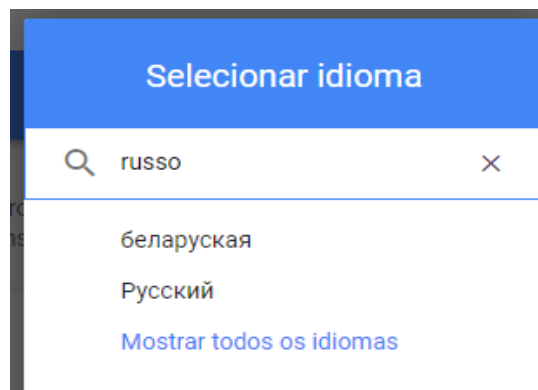 Selecionar idioma
russo
беларуская
Русский
Mostrar todos os idiomas